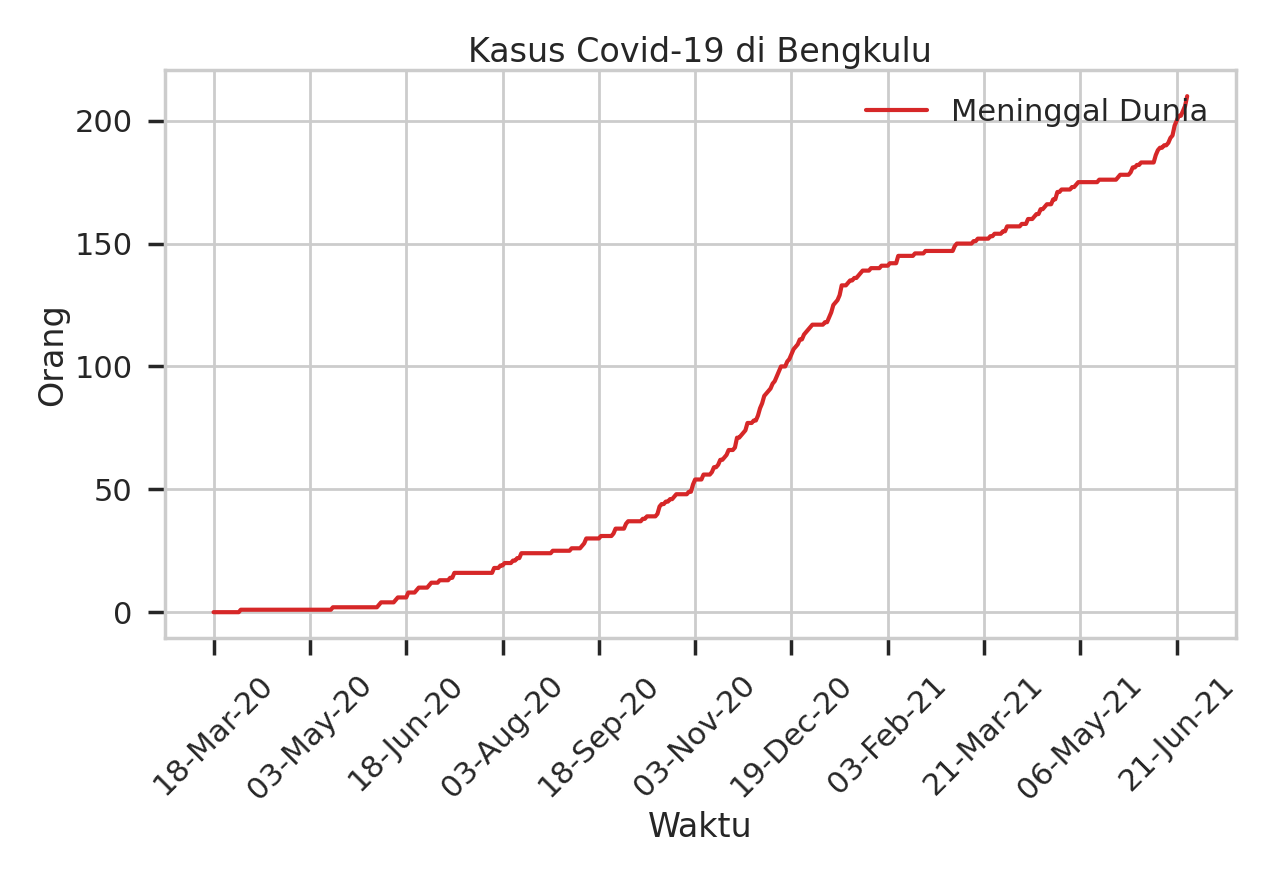 Kasus Covid-19 di Bengkulu
Meninggal Dunia
200
150
100
50
0
Orang
18-Mar-20
03-May-20
18-Jun-20
03-Aug-20
18-Sep-20
03-Nov-20
19-Dec-20
03-Feb-21
21-Mar-21
06-May-21
21-Jun-21
Waktu